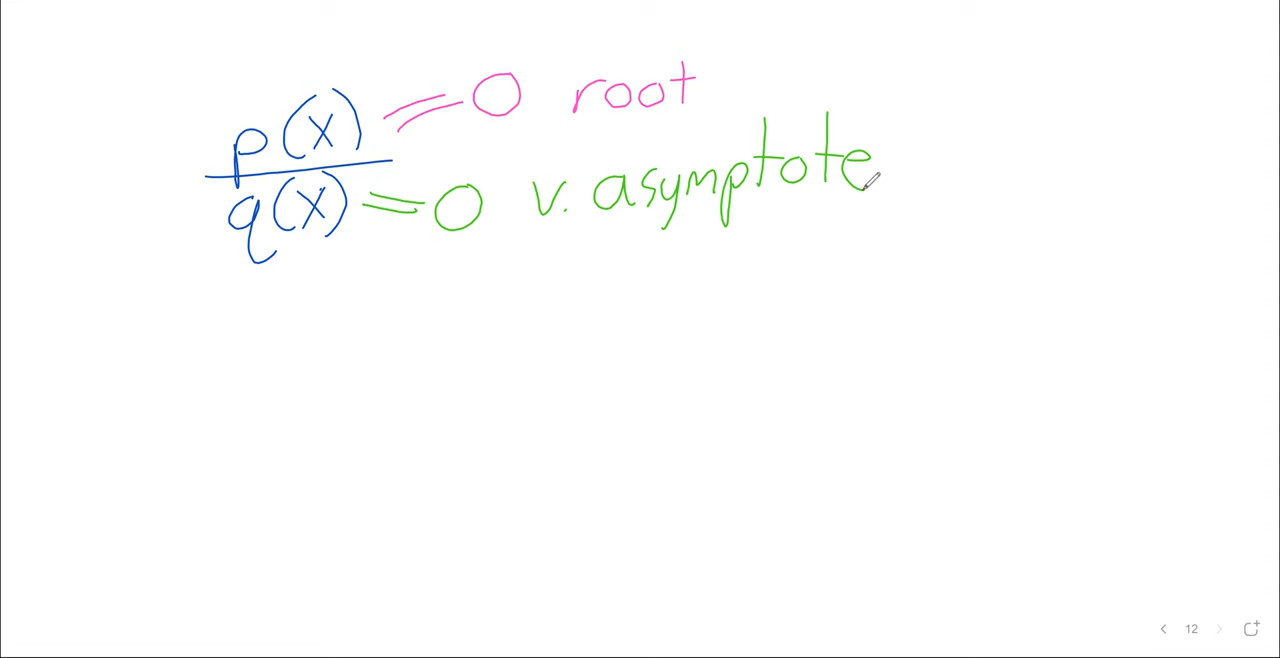 p(x) = 0 root
q(x) = 0 v. asymptote
12